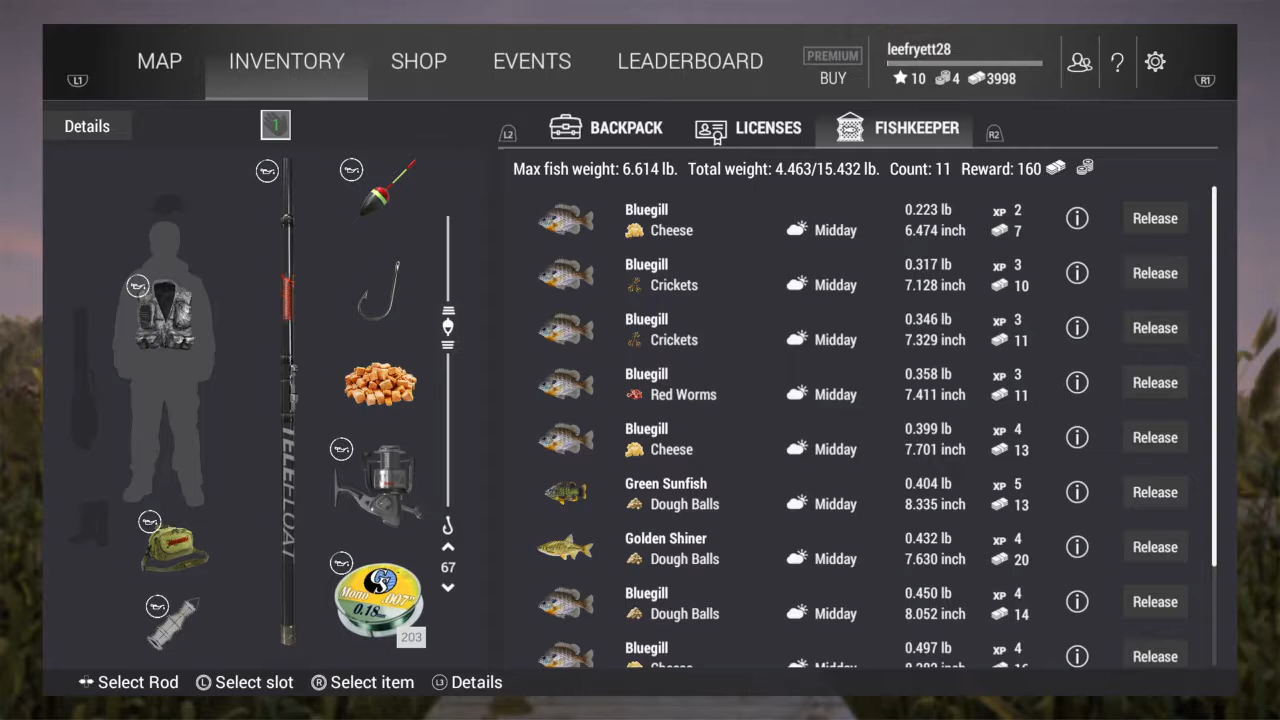 MAP INVENTORY SHOP EVENTS LEADERBOARD PREMIUM BUY
leefryett28
10 4 3998
L1 ? R1
Details 1 L2 BACKPACK LICENSES FISHKEEPER R2
Max fish weight: 6.614 lb. Total weight: 4.463/15.432 lb. Count: 11 Reward: 160
Bluegill 0.223 lb XP 2
Cheese Midday 6.474 inch 7 Release
Bluegill 0.317 lb XP 3
Crickets Midday 7.128 inch 10 Release
Bluegill 0.346 lb XP 3
Crickets Midday 7.329 inch 11 Release
Bluegill 0.358 lb XP 3
Red Worms Midday 7.411 inch 11 Release
Bluegill 0.399 lb XP 4
Cheese Midday 7.701 inch 13 Release
Green Sunfish 0.404 lb XP 5
Dough Balls Midday 8.335 inch 13 Release
Golden Shiner 0.432 lb XP 4
Dough Balls Midday 7.630 inch 20 Release
Bluegill 0.450 lb XP 4
Dough Balls Midday 8.052 inch 14 Release
Bluegill 0.497 lb XP 4
Cheese Midday Release
TELEFLOAT
67
GS
Mono .007"
0.18
203
Select Rod L Select slot R Select item L3 Details